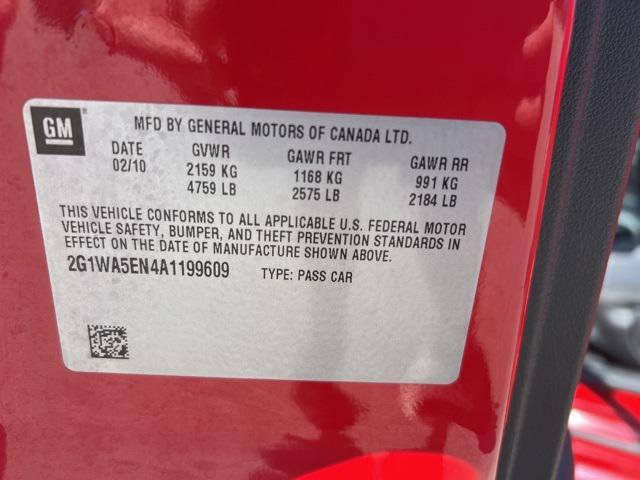 GM
MFD BY GENERAL MOTORS OF CANADA LTD.
DATE GVWR GAWR FRT GAWR RR
02/10 2159 KG 1168 KG 991 KG
4759 LB 2575 LB 2184 LB
THIS VEHICLE CONFORMS TO ALL APPLICABLE U.S. FEDERAL MOTOR
VEHICLE SAFETY, BUMPER, AND THEFT PREVENTION STANDARDS IN
EFFECT ON THE DATE OF MANUFACTURE SHOWN ABOVE.
2G1WA5EN4A1199609 TYPE: PASS CAR